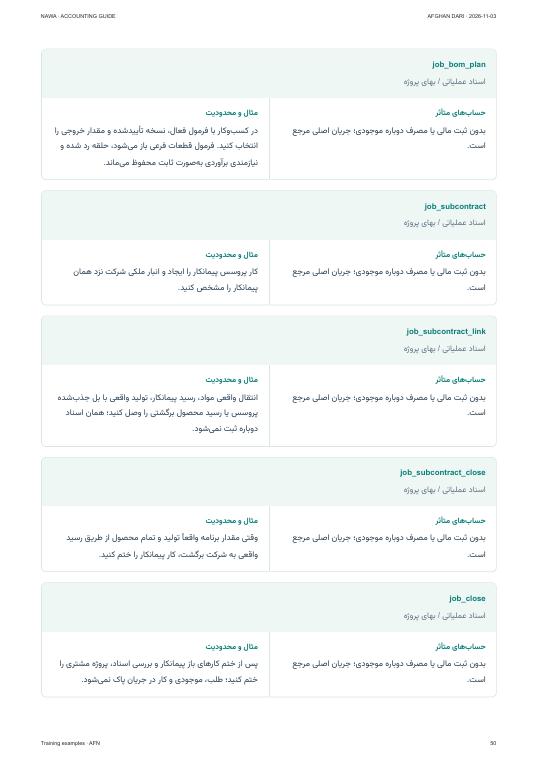 NAWA · ACCOUNTING GUIDE
AFGHAN DARI · 2026-11-03
job_bom_plan
اسناد عملیاتی / بهای پروژه
حساب‌های متأثر
بدون ثبت مالی یا مصرف دوباره موجودی؛ جریان اصلی مرجع
است.
مثال و محدودیت
در کسب‌وکار با فرمول فعال، نسخه تأییدشده و مقدار خروجی را
انتخاب کنید. فرمول قطعات فرعی باز می‌شود، حلقه رد شده و
نیازمندی برآوردی به‌صورت ثابت محفوظ می‌ماند.
job_subcontract
اسناد عملیاتی / بهای پروژه
حساب‌های متأثر
بدون ثبت مالی یا مصرف دوباره موجودی؛ جریان اصلی مرجع
است.
مثال و محدودیت
کار پروسس پیمانکار را ایجاد و انبار ملکی شرکت نزد همان
پیمانکار را مشخص کنید.
job_subcontract_link
اسناد عملیاتی / بهای پروژه
حساب‌های متأثر
بدون ثبت مالی یا مصرف دوباره موجودی؛ جریان اصلی مرجع
است.
مثال و محدودیت
انتقال واقعی مواد، رسید پیمانکار، تولید واقعی با بل جذب‌شده
پروسس یا رسید محصول برگشتی را وصل کنید؛ همان اسناد
دوباره ثبت نمی‌شود.
job_subcontract_close
اسناد عملیاتی / بهای پروژه
حساب‌های متأثر
بدون ثبت مالی یا مصرف دوباره موجودی؛ جریان اصلی مرجع
است.
مثال و محدودیت
وقتی مقدار برنامه واقعاً تولید و تمام محصول از طریق رسید
واقعی به شرکت برگشت، کار پیمانکار را ختم کنید.
job_close
اسناد عملیاتی / بهای پروژه
حساب‌های متأثر
بدون ثبت مالی یا مصرف دوباره موجودی؛ جریان اصلی مرجع
است.
مثال و محدودیت
پس از ختم کارهای باز پیمانکار و بررسی اسناد، پروژه مشتری را
ختم کنید؛ طلب، موجودی و کار در جریان پاک نمی‌شود.
Training examples · AFN
50